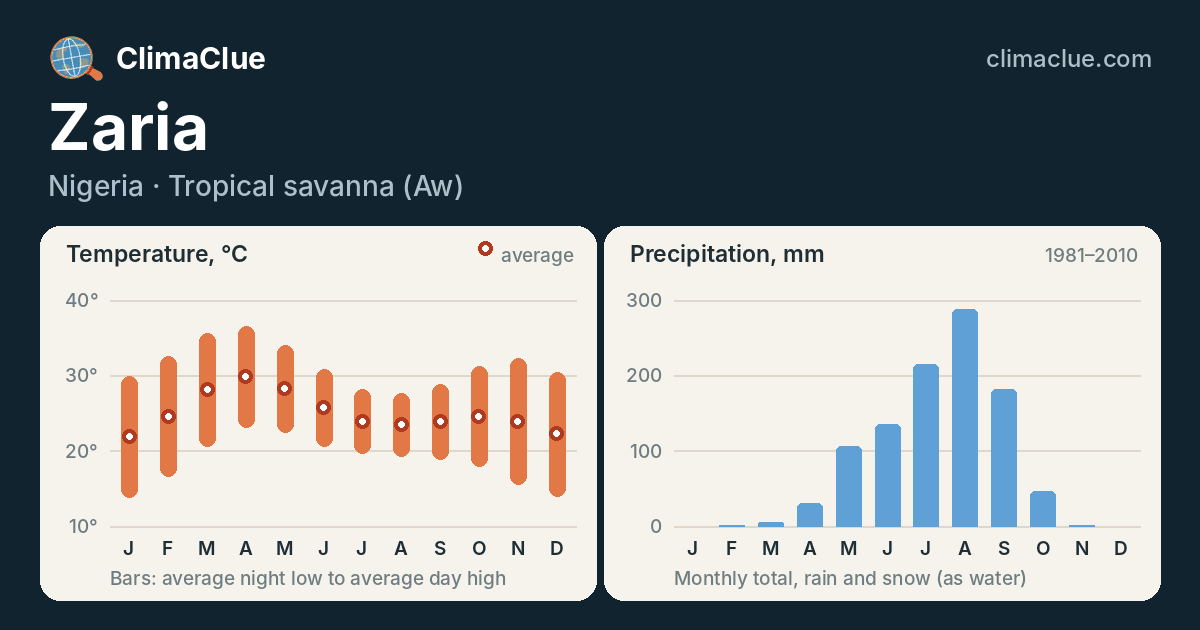 ClimaClue
climaclue.com
Zaria
Nigeria · Tropical savanna (Aw)
Temperature, °C
average
40°
30°
20°
10°
J F M A M J J A S O N D
Bars: average night low to average day high
Precipitation, mm
1981–2010
300
200
100
0
J F M A M J J A S O N D
Monthly total, rain and snow (as water)